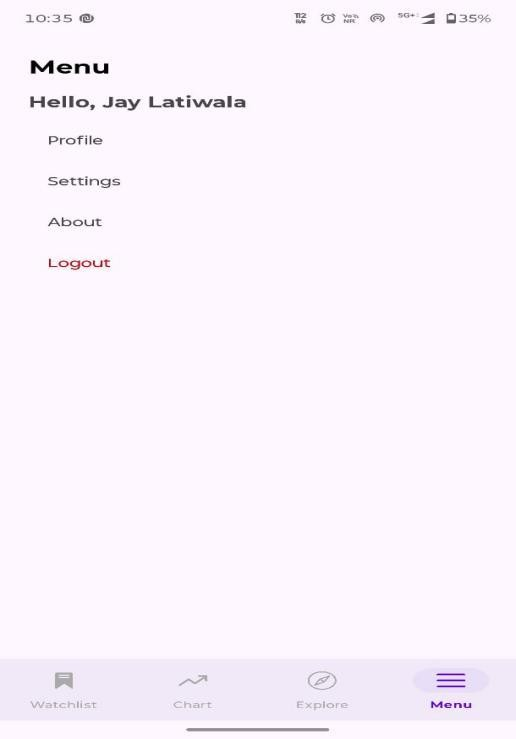 10:35 35%
Menu
Hello, Jay Latiwala
Profile
Settings
About
Logout
Watchlist Chart Explore Menu